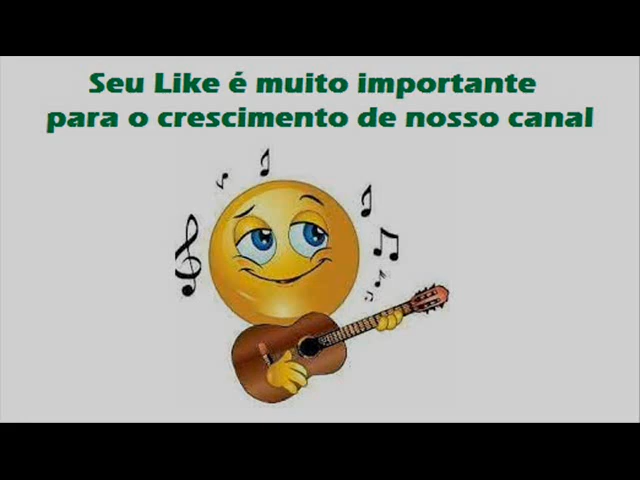 Seu Like é muito importante
para o crescimento de nosso canal